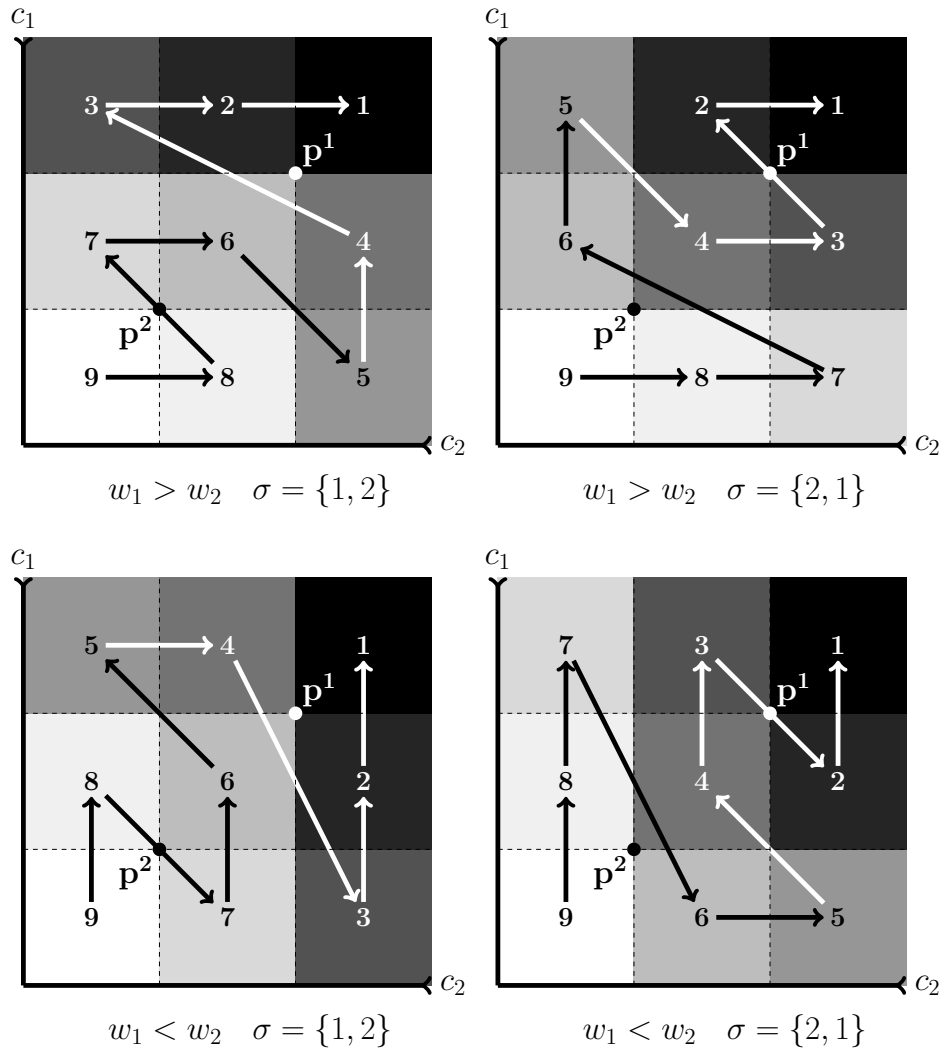 c₁ c₁
3 2 1 5 2 1
p¹ p¹
7 6 4 6 4 3
p² p²
9 8 5 9 8 7
c₂ c₂
w₁ > w₂ σ = {1, 2} w₁ > w₂ σ = {2, 1}
c₁ c₁
5 4 1 7 3 1
p¹ p¹
8 6 2 8 4 2
p² p²
9 7 3 9 6 5
c₂ c₂
w₁ < w₂ σ = {1, 2} w₁ < w₂ σ = {2, 1}